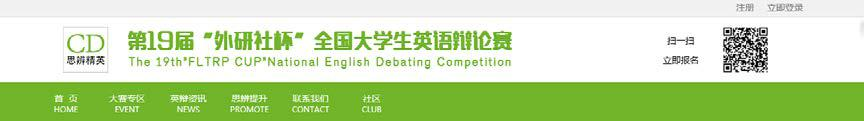 注册 立即登录
CD
思辨精英
第19届“外研社杯”全国大学生英语辩论赛
The 19th"FLTRP CUP"National English Debating Competition
扫一扫
立即报名
首 页 大赛专区 英辩资讯 思辨提升 联系我们 社区
HOME EVENT NEWS PROMOTE CONTACT CLUB